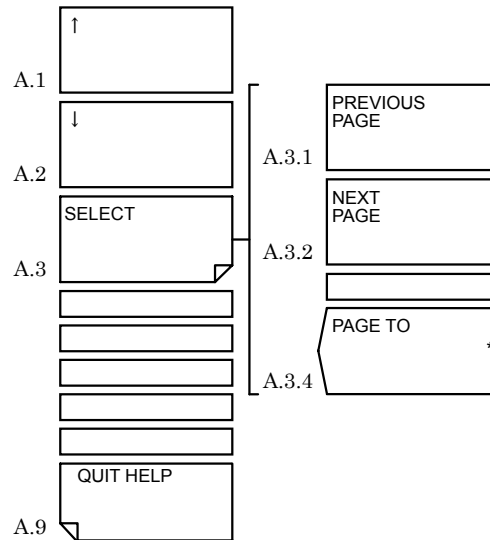 ↑
A.1
↓
A.2
SELECT
A.3
QUIT HELP
A.9
PREVIOUS
PAGE
A.3.1
NEXT
PAGE
A.3.2
PAGE TO
*
A.3.4